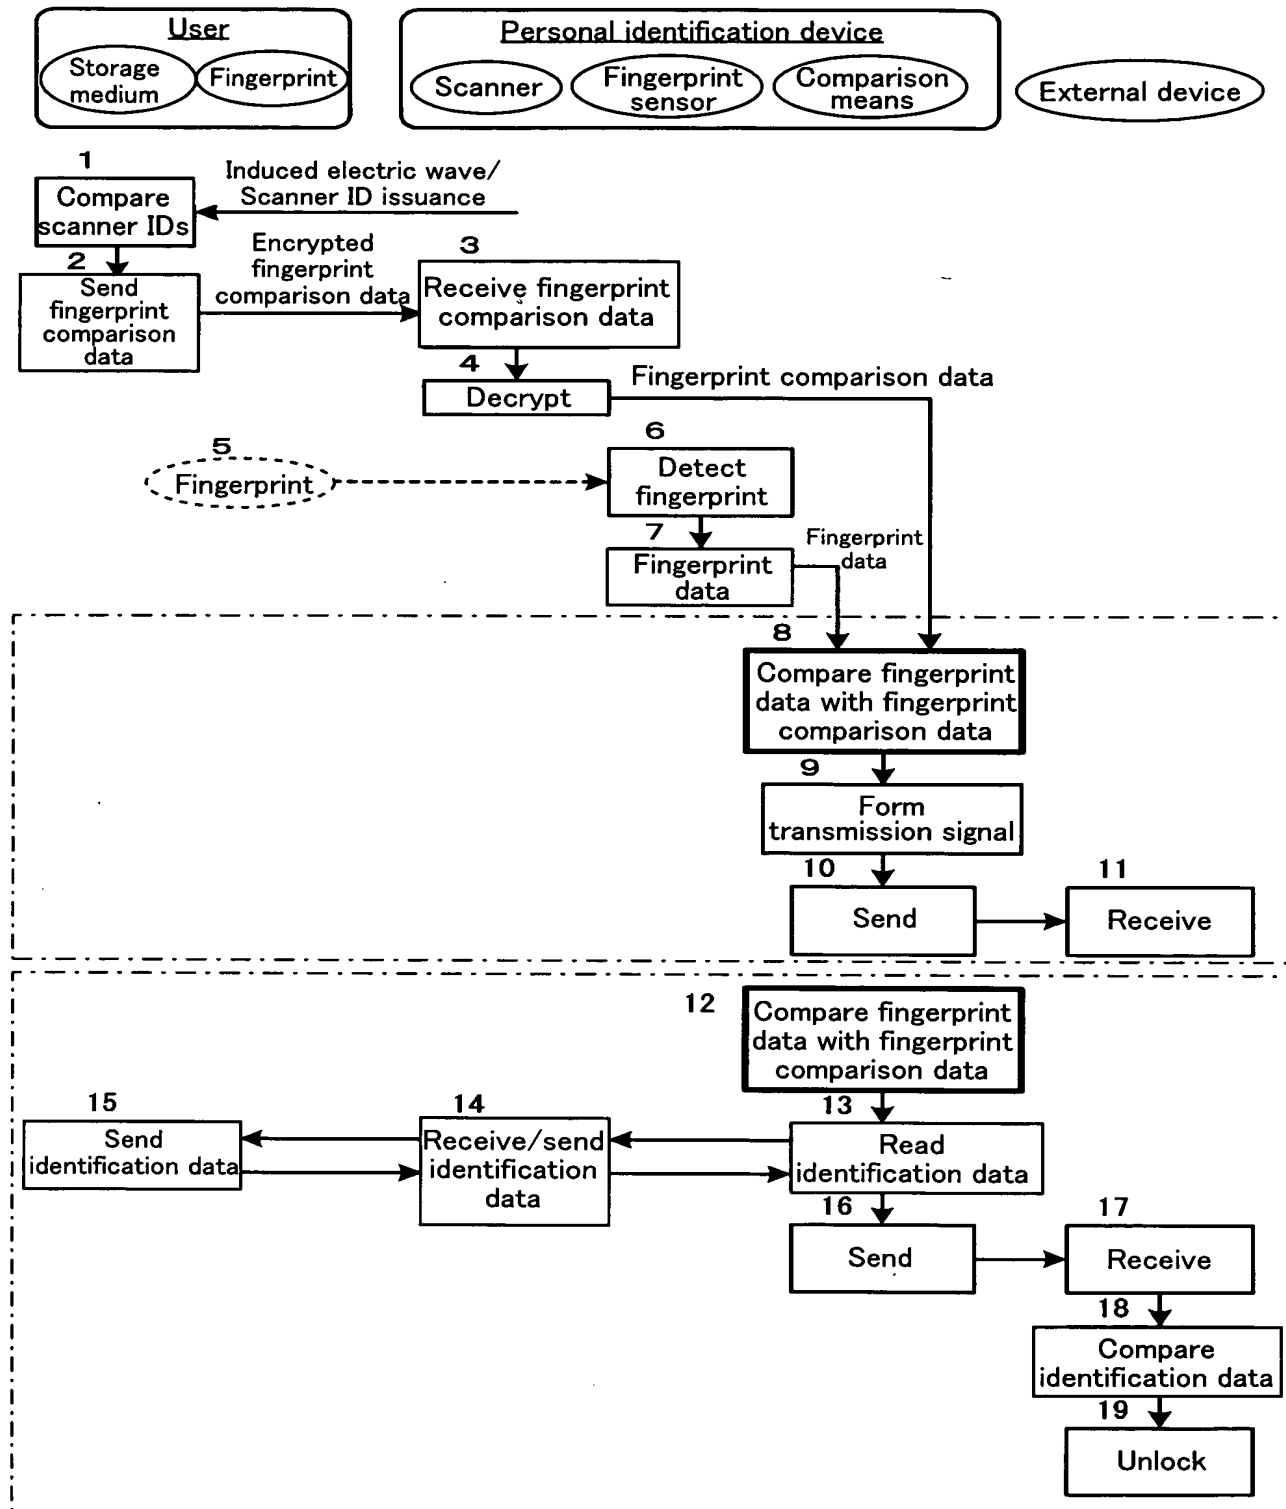 User
Storage
medium
Fingerprint
Personal identification device
Scanner
Fingerprint
sensor
Comparison
means
External device
1
Compare
scanner IDs
Induced electric wave/
Scanner ID issuance
2
Send
fingerprint
comparison
data
Encrypted
fingerprint
comparison data
3
Receive fingerprint
comparison data
4
Decrypt
Fingerprint comparison data
5
Fingerprint
6
Detect
fingerprint
7
Fingerprint
data
Fingerprint
data
8
Compare fingerprint
data with fingerprint
comparison data
9
Form
transmission signal
10
Send
11
Receive
12
Compare fingerprint
data with fingerprint
comparison data
13
Read
identification data
14
Receive/send
identification
data
15
Send
identification data
16
Send
17
Receive
18
Compare
identification data
19
Unlock